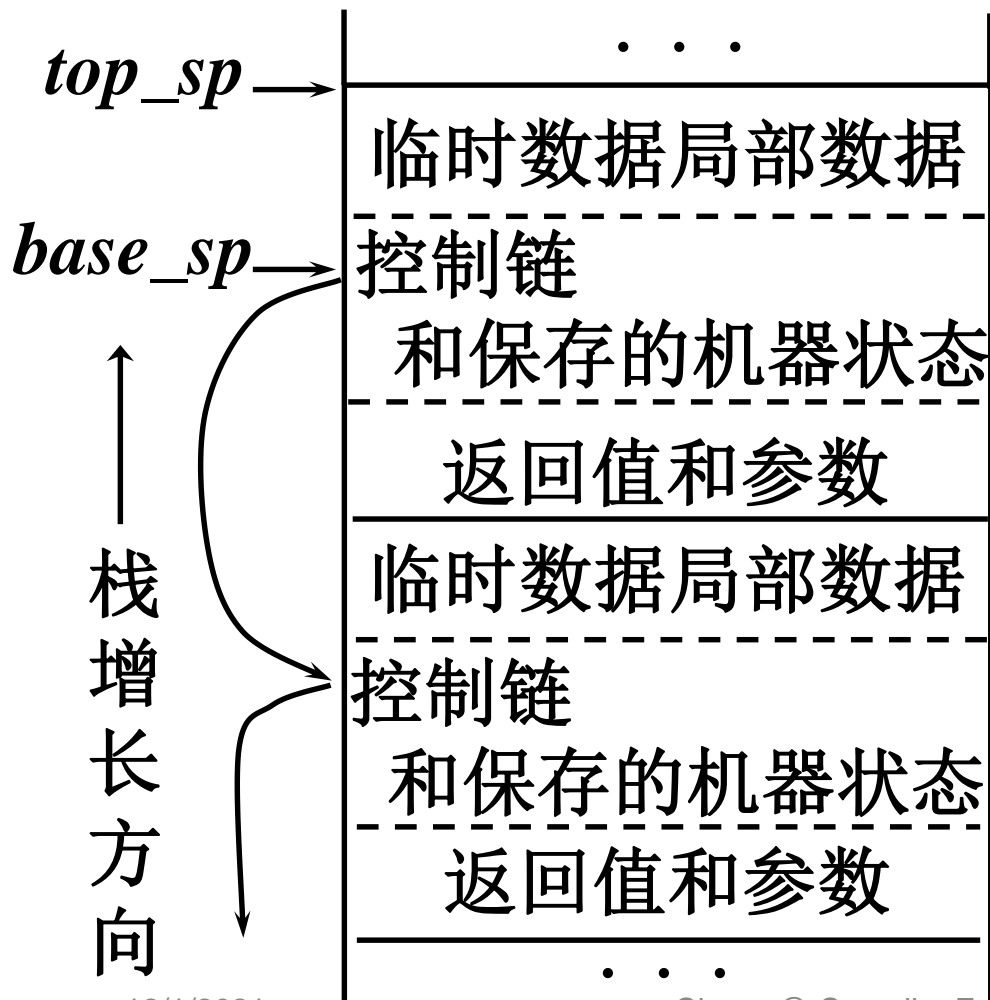 . . .
top_sp
临时数据局部数据
base_sp
控制链
和保存的机器状态
返回值和参数
临时数据局部数据
控制链
和保存的机器状态
返回值和参数
. . .
栈
增
长
方
向